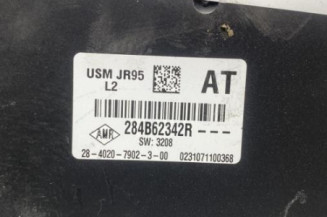 USM JR95
L2
AT
AMR
284B62342R---
SW: 3208
28-4020-7902-3-00 0231071100368